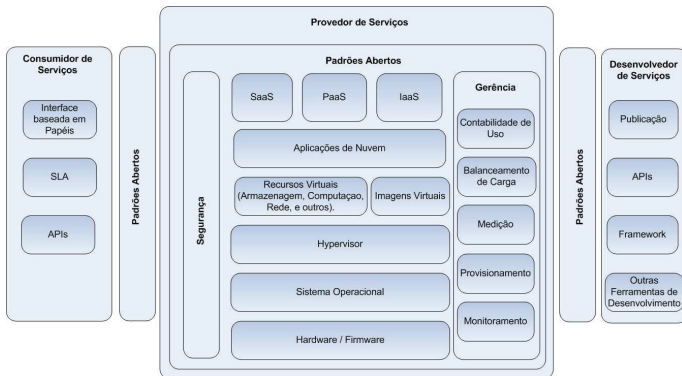 Consumidor de
Serviços
Interface
baseada em
Papéis
SLA
APIs
Padrões Abertos
Provedor de Serviços
Padrões Abertos
Segurança
SaaS
PaaS
IaaS
Aplicações de Nuvem
Recursos Virtuais
(Armazenagem, Computaçao,
Rede, e outros).
Imagens Virtuais
Hypervisor
Sistema Operacional
Hardware / Firmware
Gerência
Contabilidade de
Uso
Balanceamento
de Carga
Medição
Provisionamento
Monitoramento
Padrões Abertos
Desenvolvedor
de Serviços
Publicação
APIs
Framework
Outras
Ferramentas de
Desenvolvimento